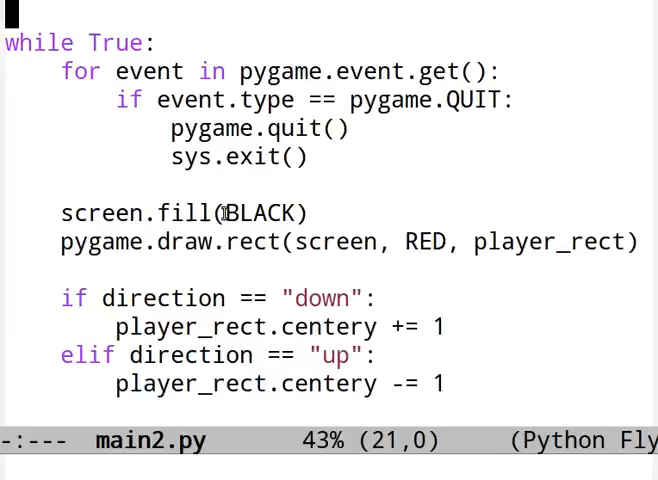 while True:
    for event in pygame.event.get():
        if event.type == pygame.QUIT:
            pygame.quit()
            sys.exit()
    screen.fill(BLACK)
    pygame.draw.rect(screen, RED, player_rect)
    if direction == "down":
        player_rect.centery += 1
    elif direction == "up":
        player_rect.centery -= 1
-:--- main2.py 43% (21,0) (Python Fly